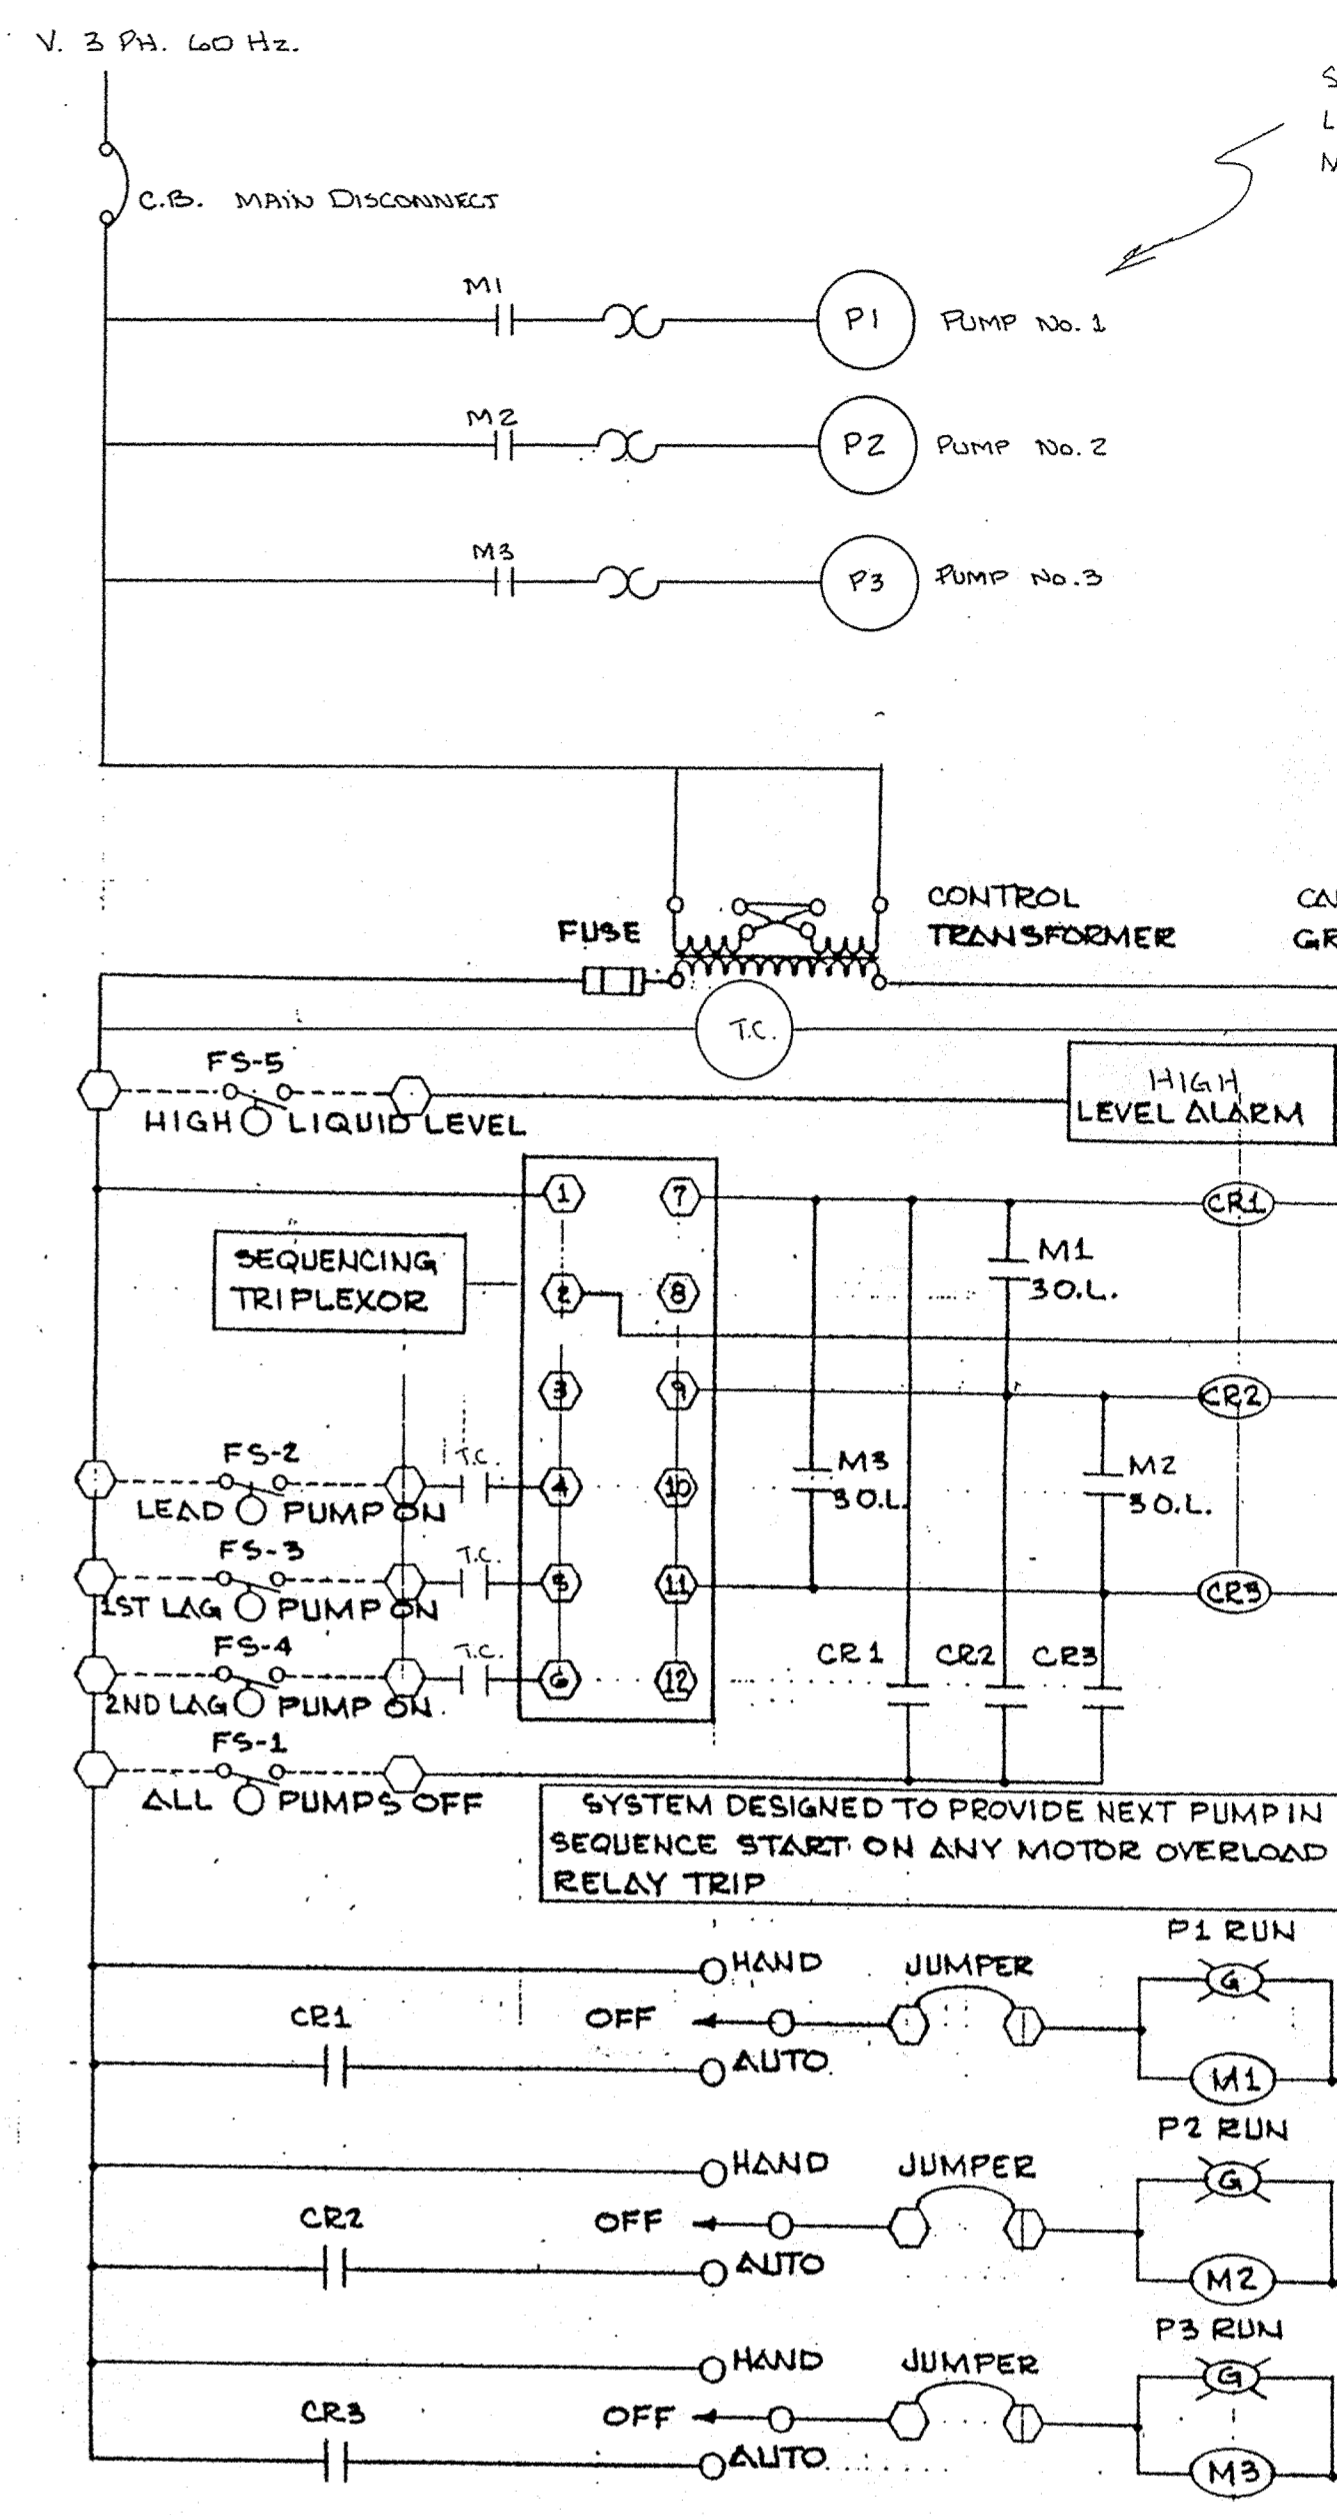 V. 3 PH. 60 Hz.
S
L
M
C.B. MAIN DISCONNECT
M1
P1
PUMP No. 1
M2
P2
PUMP No. 2
M3
P3
PUMP No. 3
CONTROL
TRANSFORMER
CA
GR
FUSE
T.C.
FS-5
HIGH LIQUID LEVEL
HIGH
LEVEL ALARM
1
7
CR1
SEQUENCING
TRIPLEXOR
M1
3 O.L.
2
8
3
9
CR2
FS-2
T.C.
4
10
M3
3 O.L.
M2
3 O.L.
LEAD PUMP ON
FS-3
T.C.
5
11
CR3
1ST LAG PUMP ON
FS-4
T.C.
6
12
CR1
CR2
CR3
2ND LAG PUMP ON.
FS-1
ALL PUMPS OFF
SYSTEM DESIGNED TO PROVIDE NEXT PUMP IN
SEQUENCE START ON ANY MOTOR OVERLOAD
RELAY TRIP
P1 RUN
HAND
JUMPER
G
CR1
OFF
AUTO
M1
P2 RUN
HAND
JUMPER
G
CR2
OFF
AUTO
M2
P3 RUN
HAND
JUMPER
G
CR3
OFF
AUTO
M3